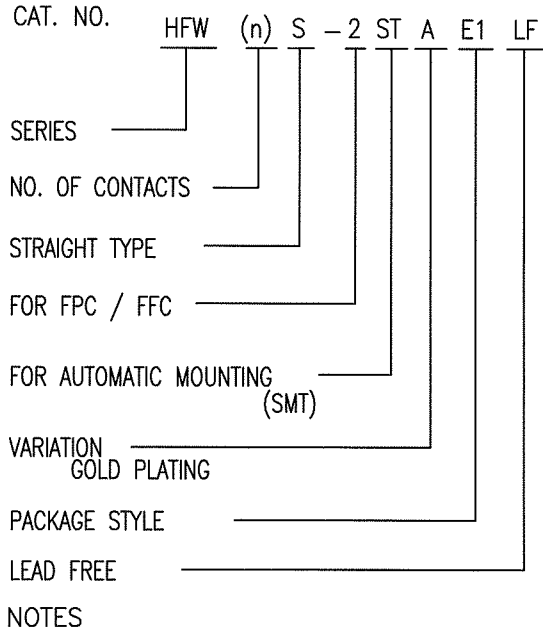 CAT. NO.
HFW (n) S - 2 ST A E1 LF
SERIES
NO. OF CONTACTS
STRAIGHT TYPE
FOR FPC / FFC
FOR AUTOMATIC MOUNTING
(SMT)
VARIATION
GOLD PLATING
PACKAGE STYLE
LEAD FREE
NOTES